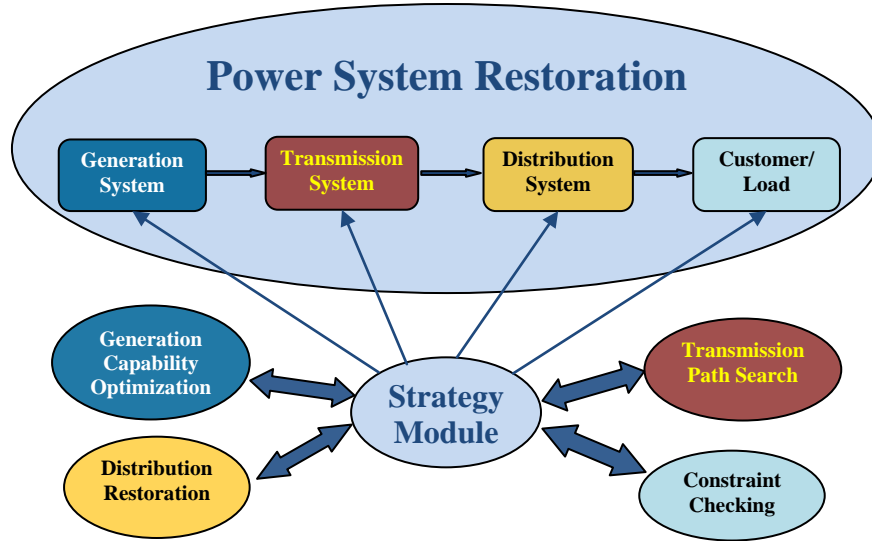 Power System Restoration
Generation
System
Transmission
System
Distribution
System
Customer/
Load
Generation
Capability
Optimization
Transmission
Path Search
Strategy
Module
Distribution
Restoration
Constraint
Checking